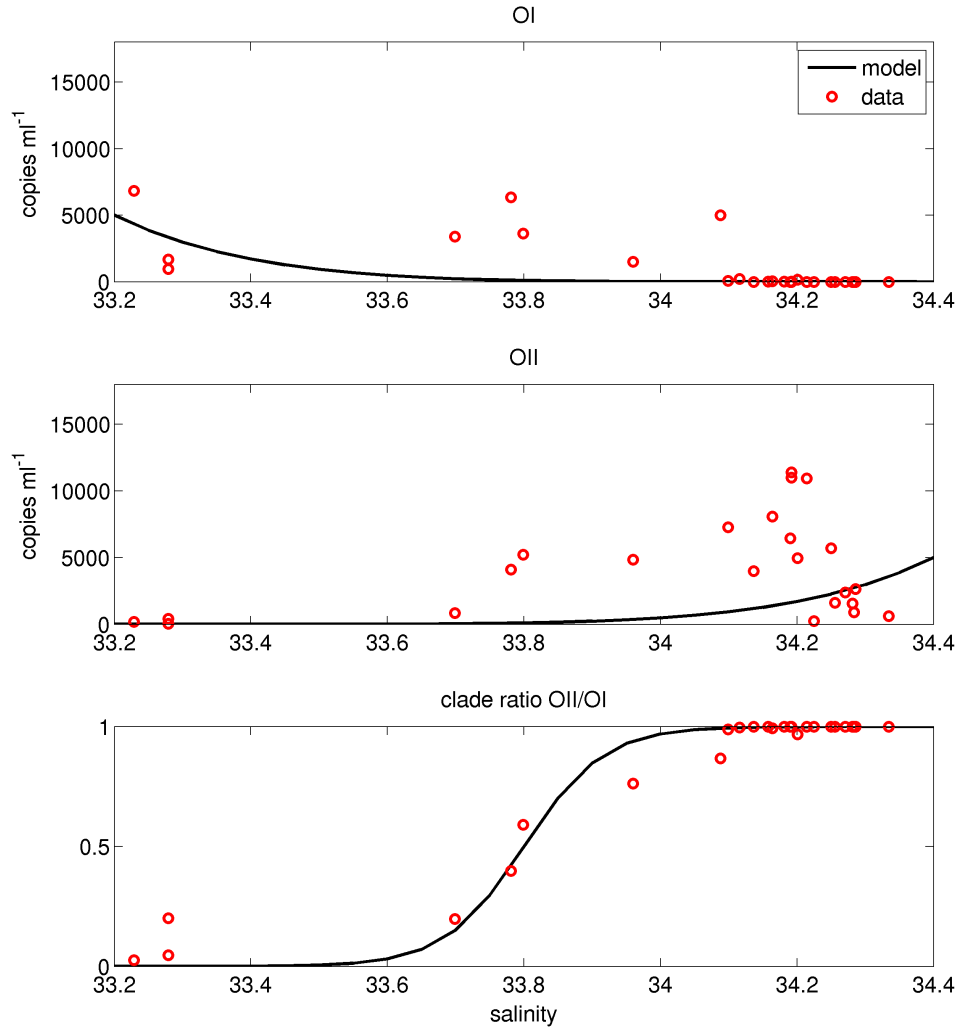 OI
15000
10000
5000
0
copies ml⁻¹
model
data
33.2 33.4 33.6 33.8 34 34.2 34.4
OII
15000
10000
5000
0
copies ml⁻¹
33.2 33.4 33.6 33.8 34 34.2 34.4
clade ratio OII/OI
1
0.5
0
33.2 33.4 33.6 33.8 34 34.2 34.4
salinity